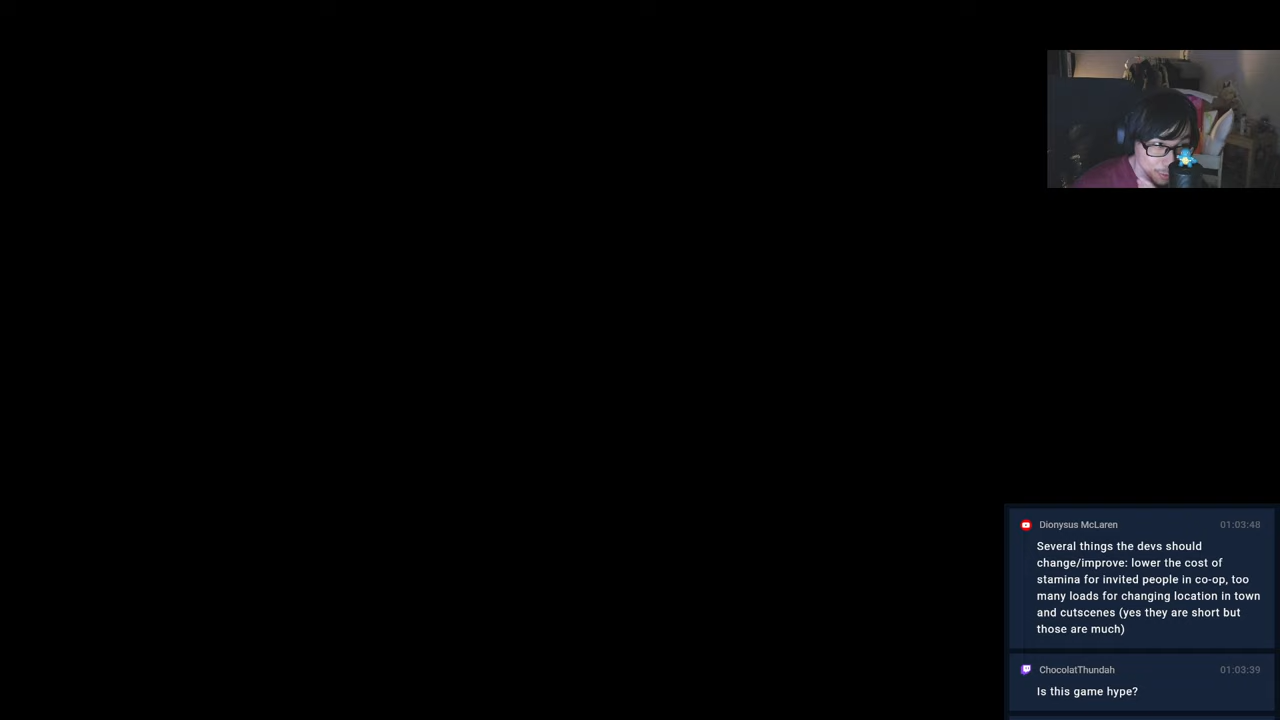 Dionysus McLaren 01:03:48
Several things the devs should
change/improve: lower the cost of
stamina for invited people in co-op, too
many loads for changing location in town
and cutscenes (yes they are short but
those are much)
ChocolatThundah 01:03:39
Is this game hype?